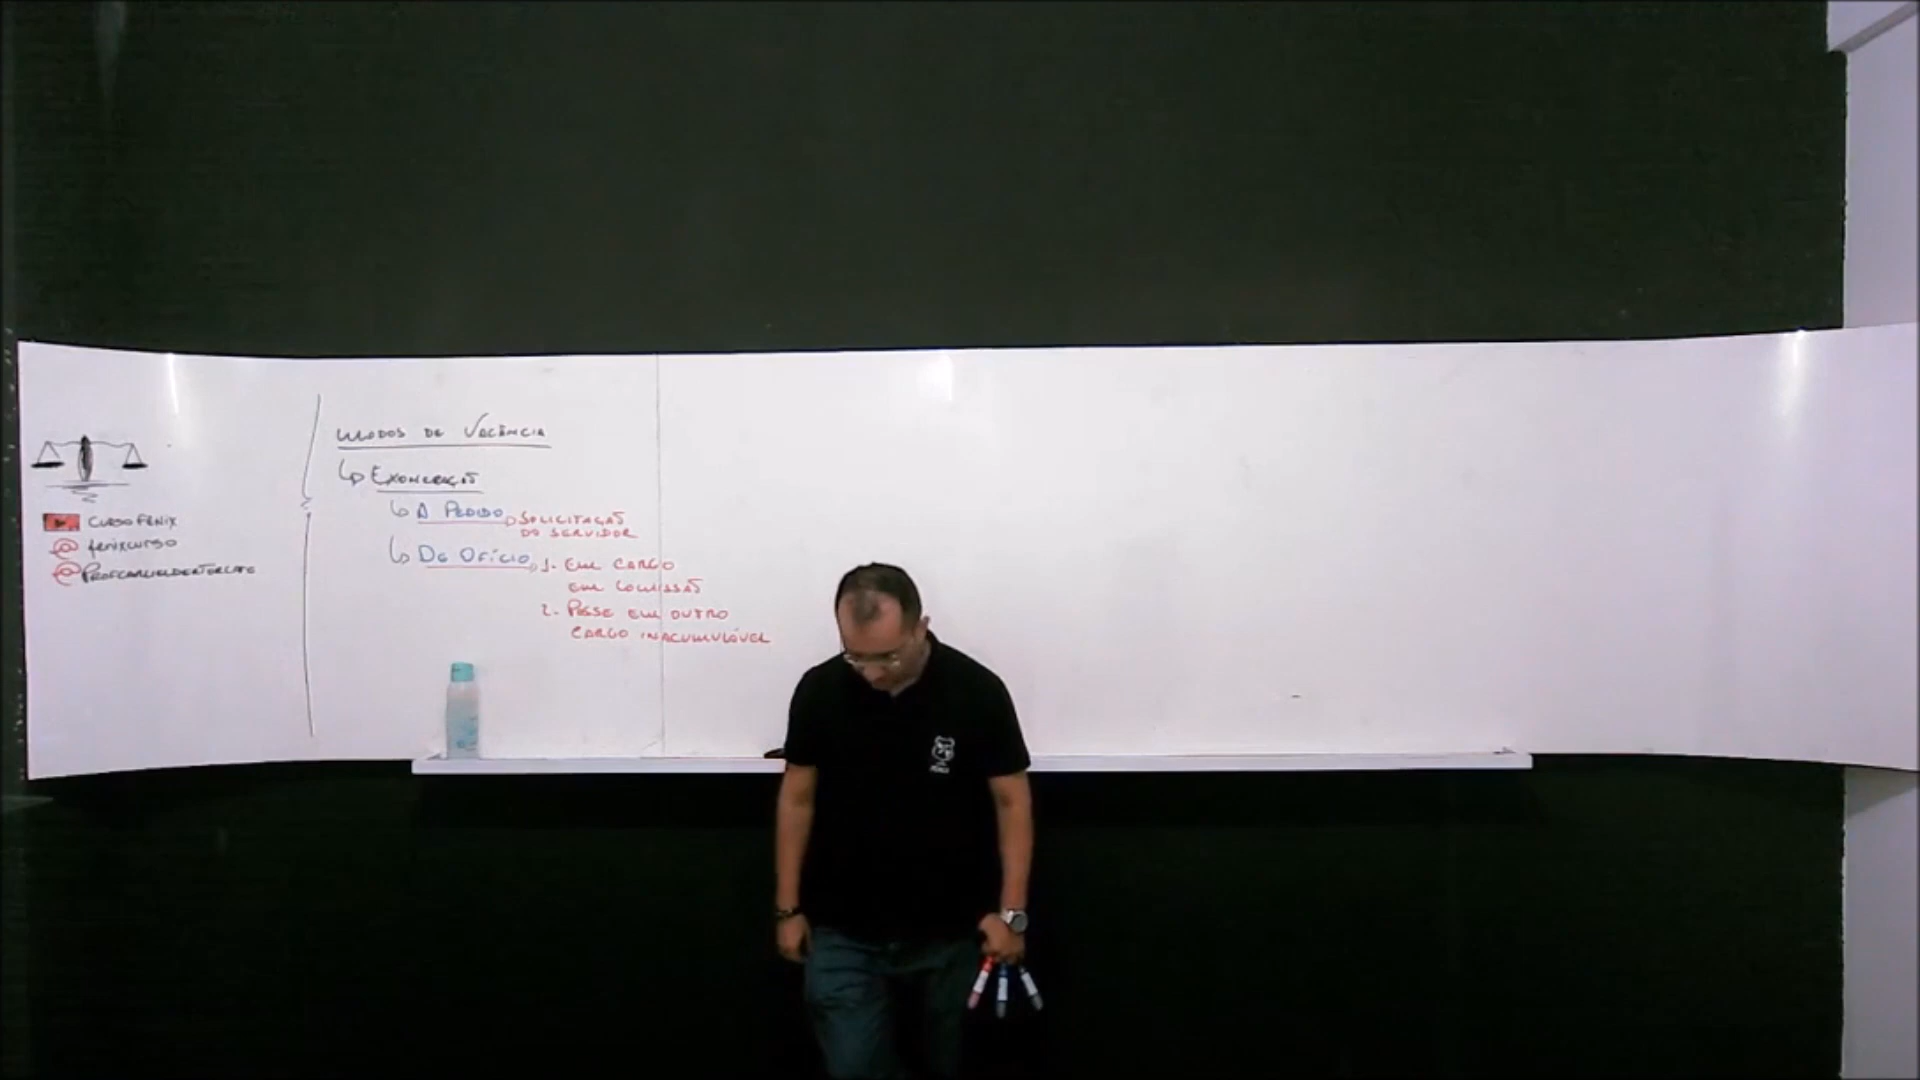 CURSO FÊNIX
@ fenixcurso
MODOS DE VACÂNCIA
EXONERAÇÃO
A PEDIDO
SOLICITAÇÃO
DO SERVIDOR
DE OFÍCIO
1. EM CARGO
EM COMISSÃO
2. POSSE EM OUTRO
CARGO INACUMULÁVEL